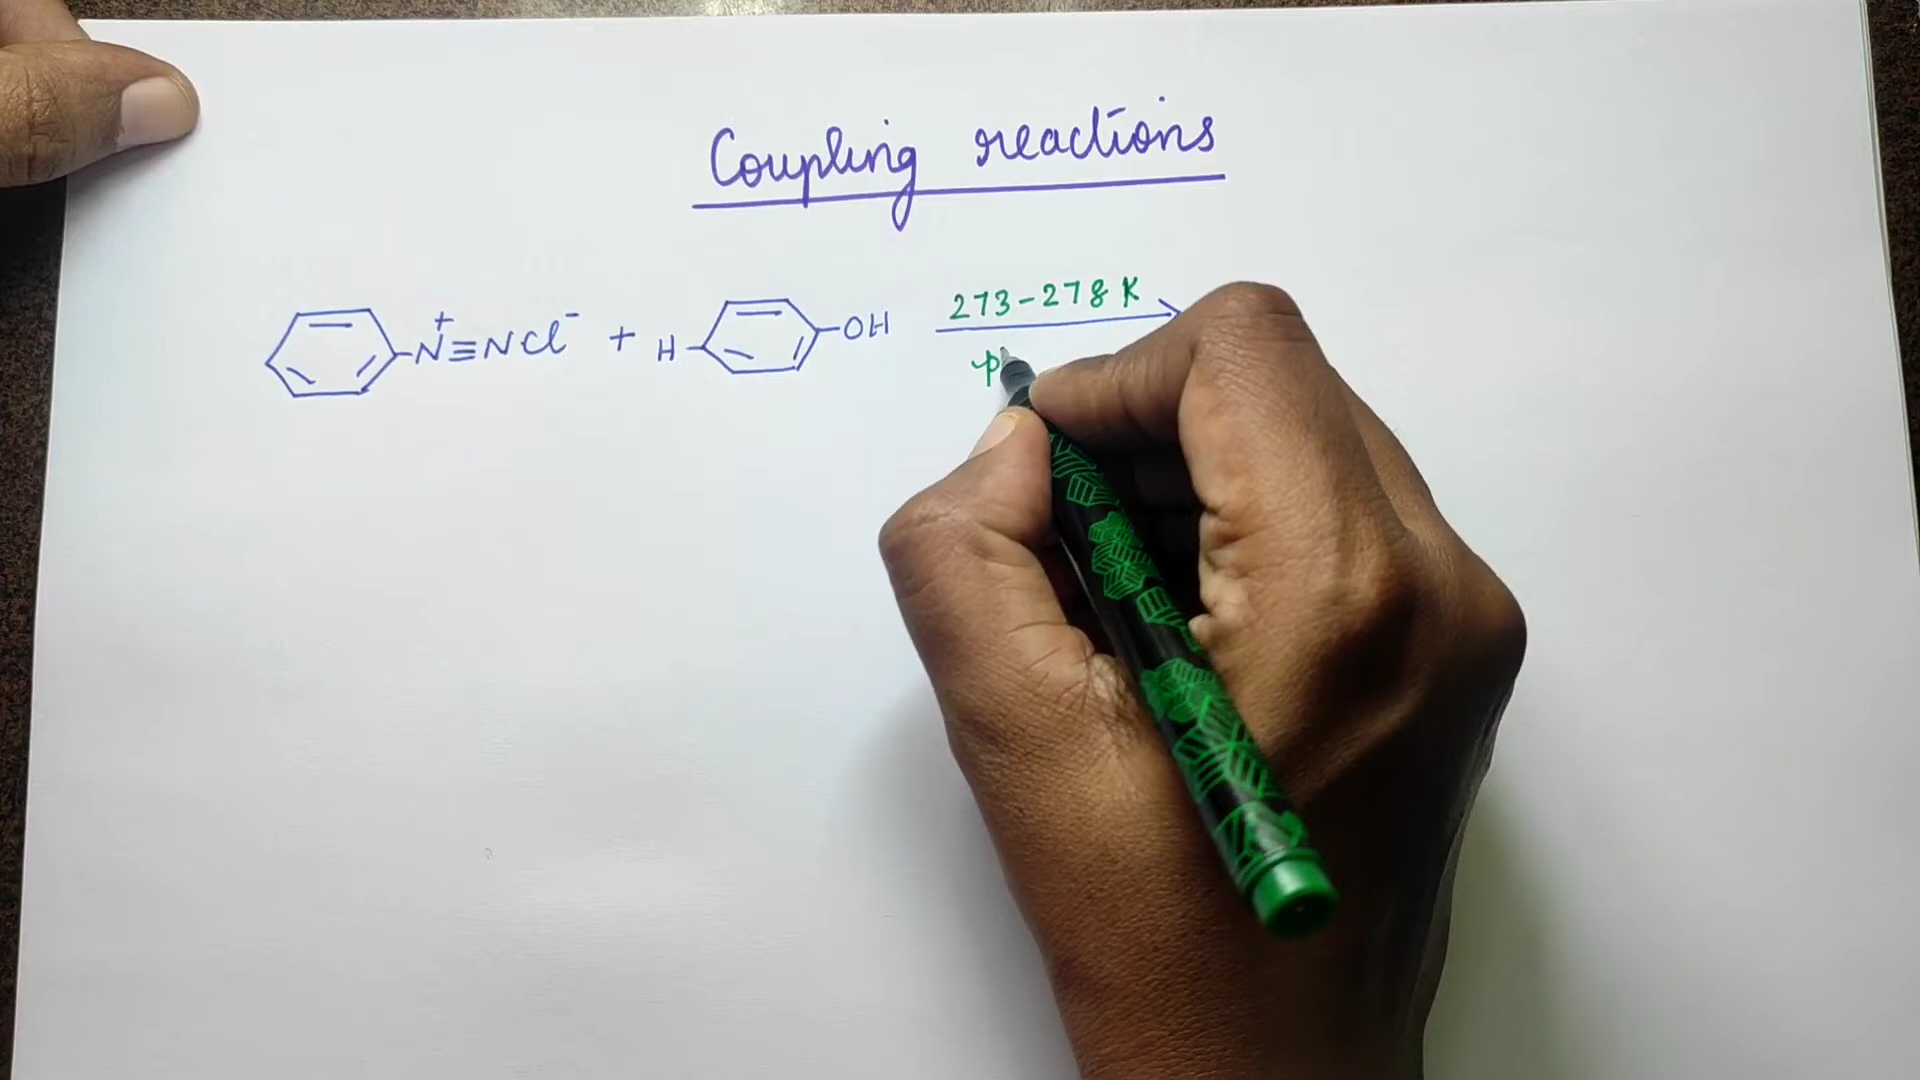 Coupling reactions
N⁺≡NCl⁻ + H OH 273-278 K
p